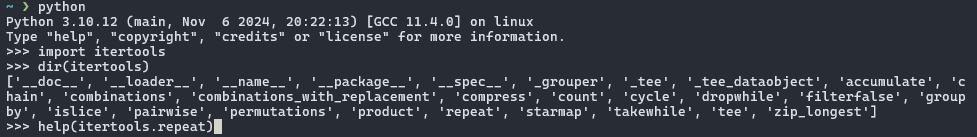 ~ ❯ python
Python 3.10.12 (main, Nov  6 2024, 20:22:13) [GCC 11.4.0] on linux
Type "help", "copyright", "credits" or "license" for more information.
>>> import itertools
>>> dir(itertools)
['__doc__', '__loader__', '__name__', '__package__', '__spec__', '_grouper', '_tee', '_tee_dataobject', 'accumulate', 'c
hain', 'combinations', 'combinations_with_replacement', 'compress', 'count', 'cycle', 'dropwhile', 'filterfalse', 'group
by', 'islice', 'pairwise', 'permutations', 'product', 'repeat', 'starmap', 'takewhile', 'tee', 'zip_longest']
>>> help(itertools.repeat)